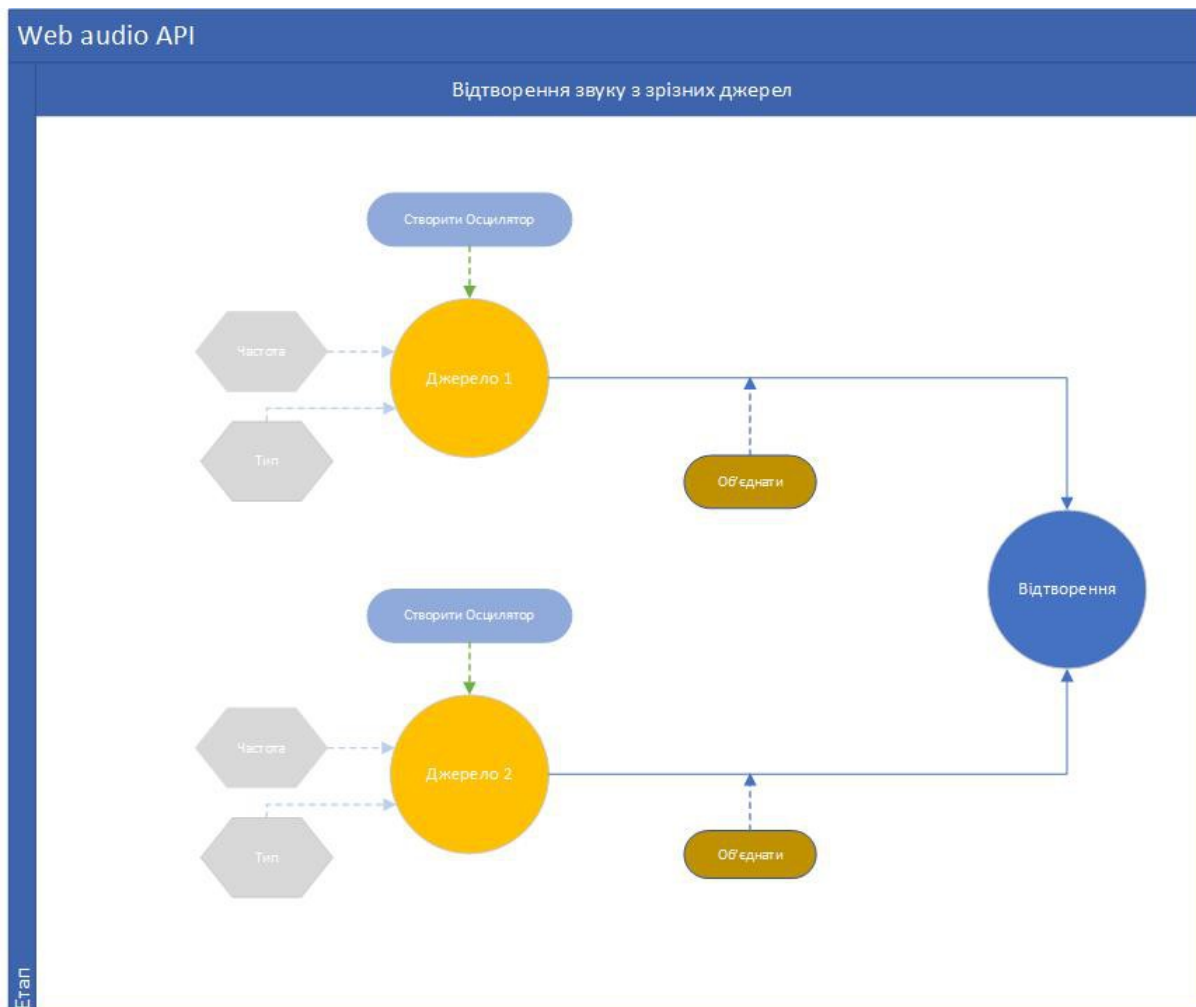 Web audio API
Відтворення звуку з зрізних джерел
Створити Осцилятор
Частота
Джерело 1
Тип
Об'єднати
Відтворення
Створити Осцилятор
Частота
Джерело 2
Тип
Об'єднати
Етап